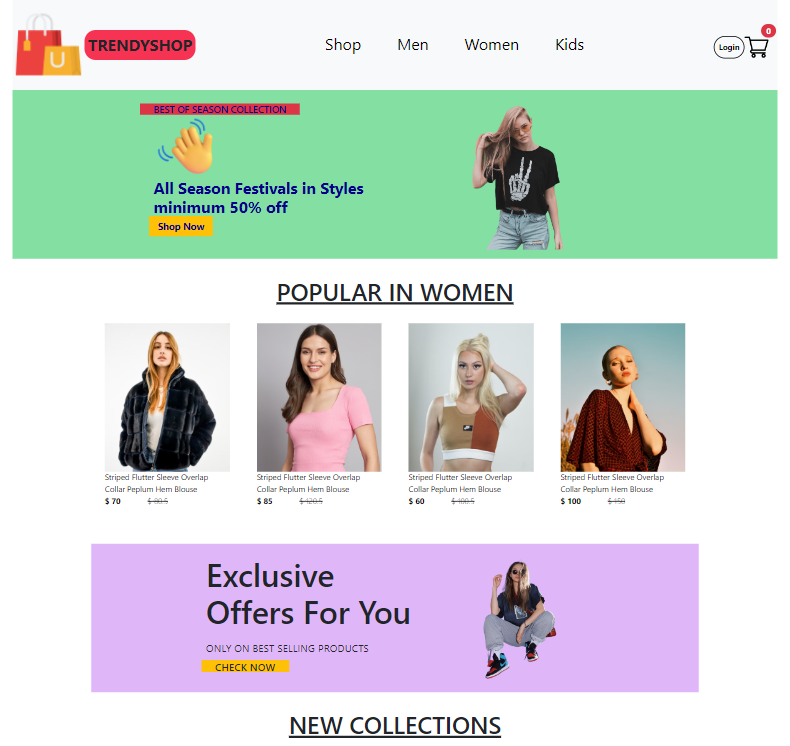 U
TRENDYSHOP
Shop
Men
Women
Kids
Login
0
BEST OF SEASON COLLECTION
All Season Festivals in Styles
minimum 50% off
Shop Now
POPULAR IN WOMEN
Striped Flutter Sleeve Overlap
Collar Peplum Hem Blouse
$ 70 $ 80.5
Striped Flutter Sleeve Overlap
Collar Peplum Hem Blouse
$ 85 $ 120.5
Striped Flutter Sleeve Overlap
Collar Peplum Hem Blouse
$ 60 $ 100.5
Striped Flutter Sleeve Overlap
Collar Peplum Hem Blouse
$ 100 $ 150
Exclusive
Offers For You
ONLY ON BEST SELLING PRODUCTS
CHECK NOW
NEW COLLECTIONS